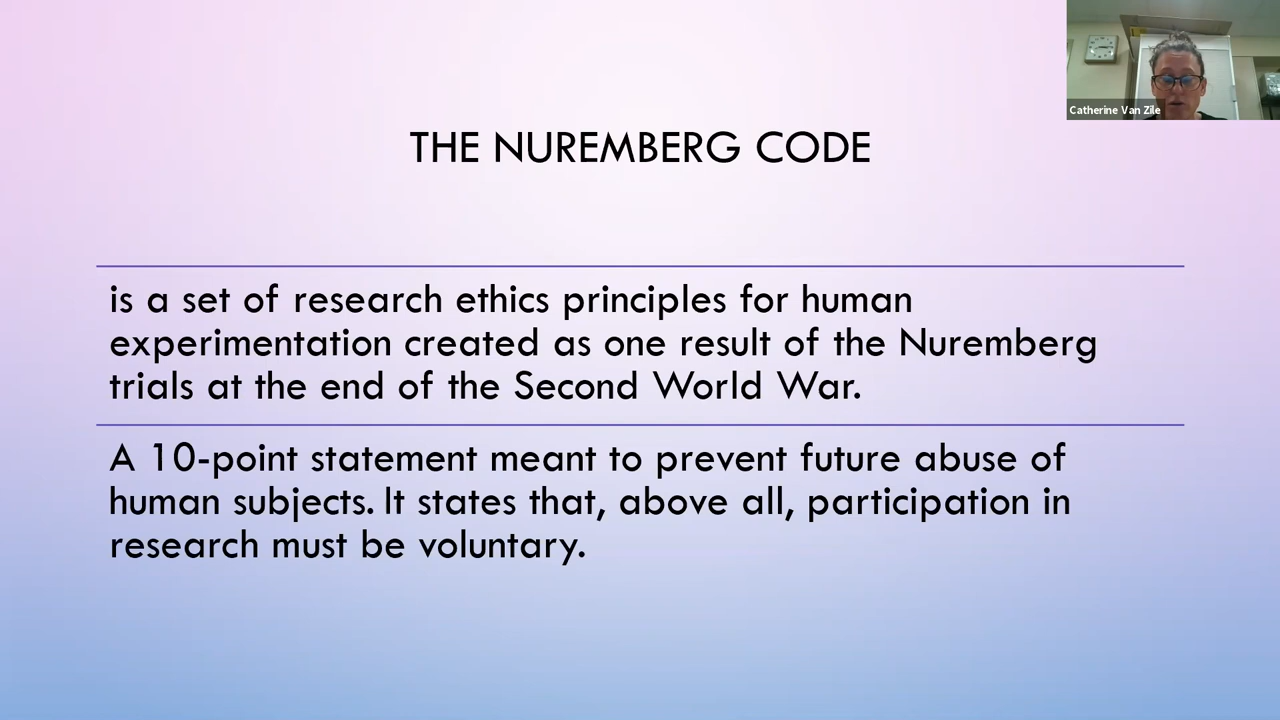 Catherine Van Zile
THE NUREMBERG CODE
is a set of research ethics principles for human
experimentation created as one result of the Nuremberg
trials at the end of the Second World War.
A 10-point statement meant to prevent future abuse of
human subjects. It states that, above all, participation in
research must be voluntary.